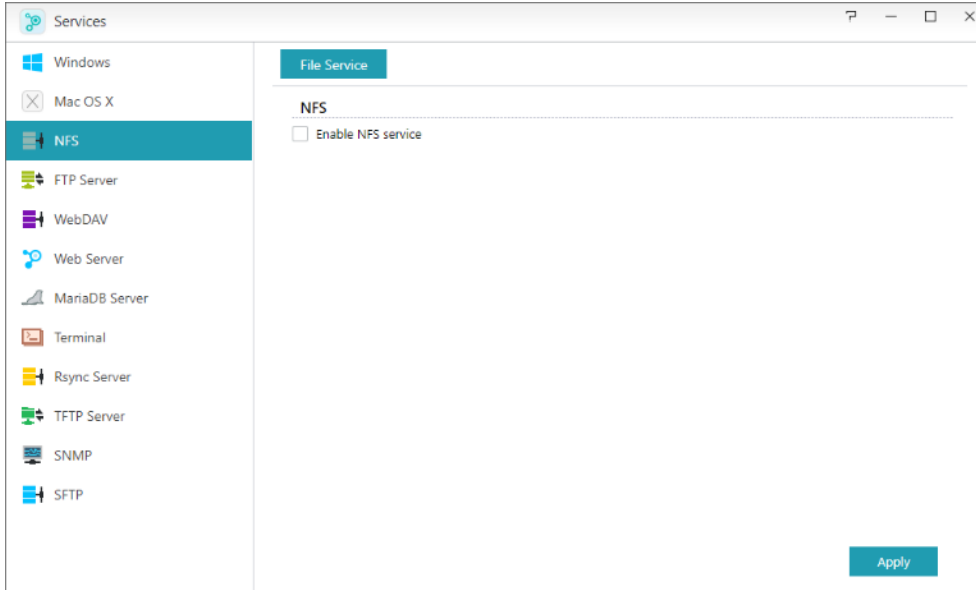 Services
Windows
Mac OS X
NFS
FTP Server
WebDAV
Web Server
MariaDB Server
Terminal
Rsync Server
TFTP Server
SNMP
SFTP
File Service
NFS
Enable NFS service
Apply